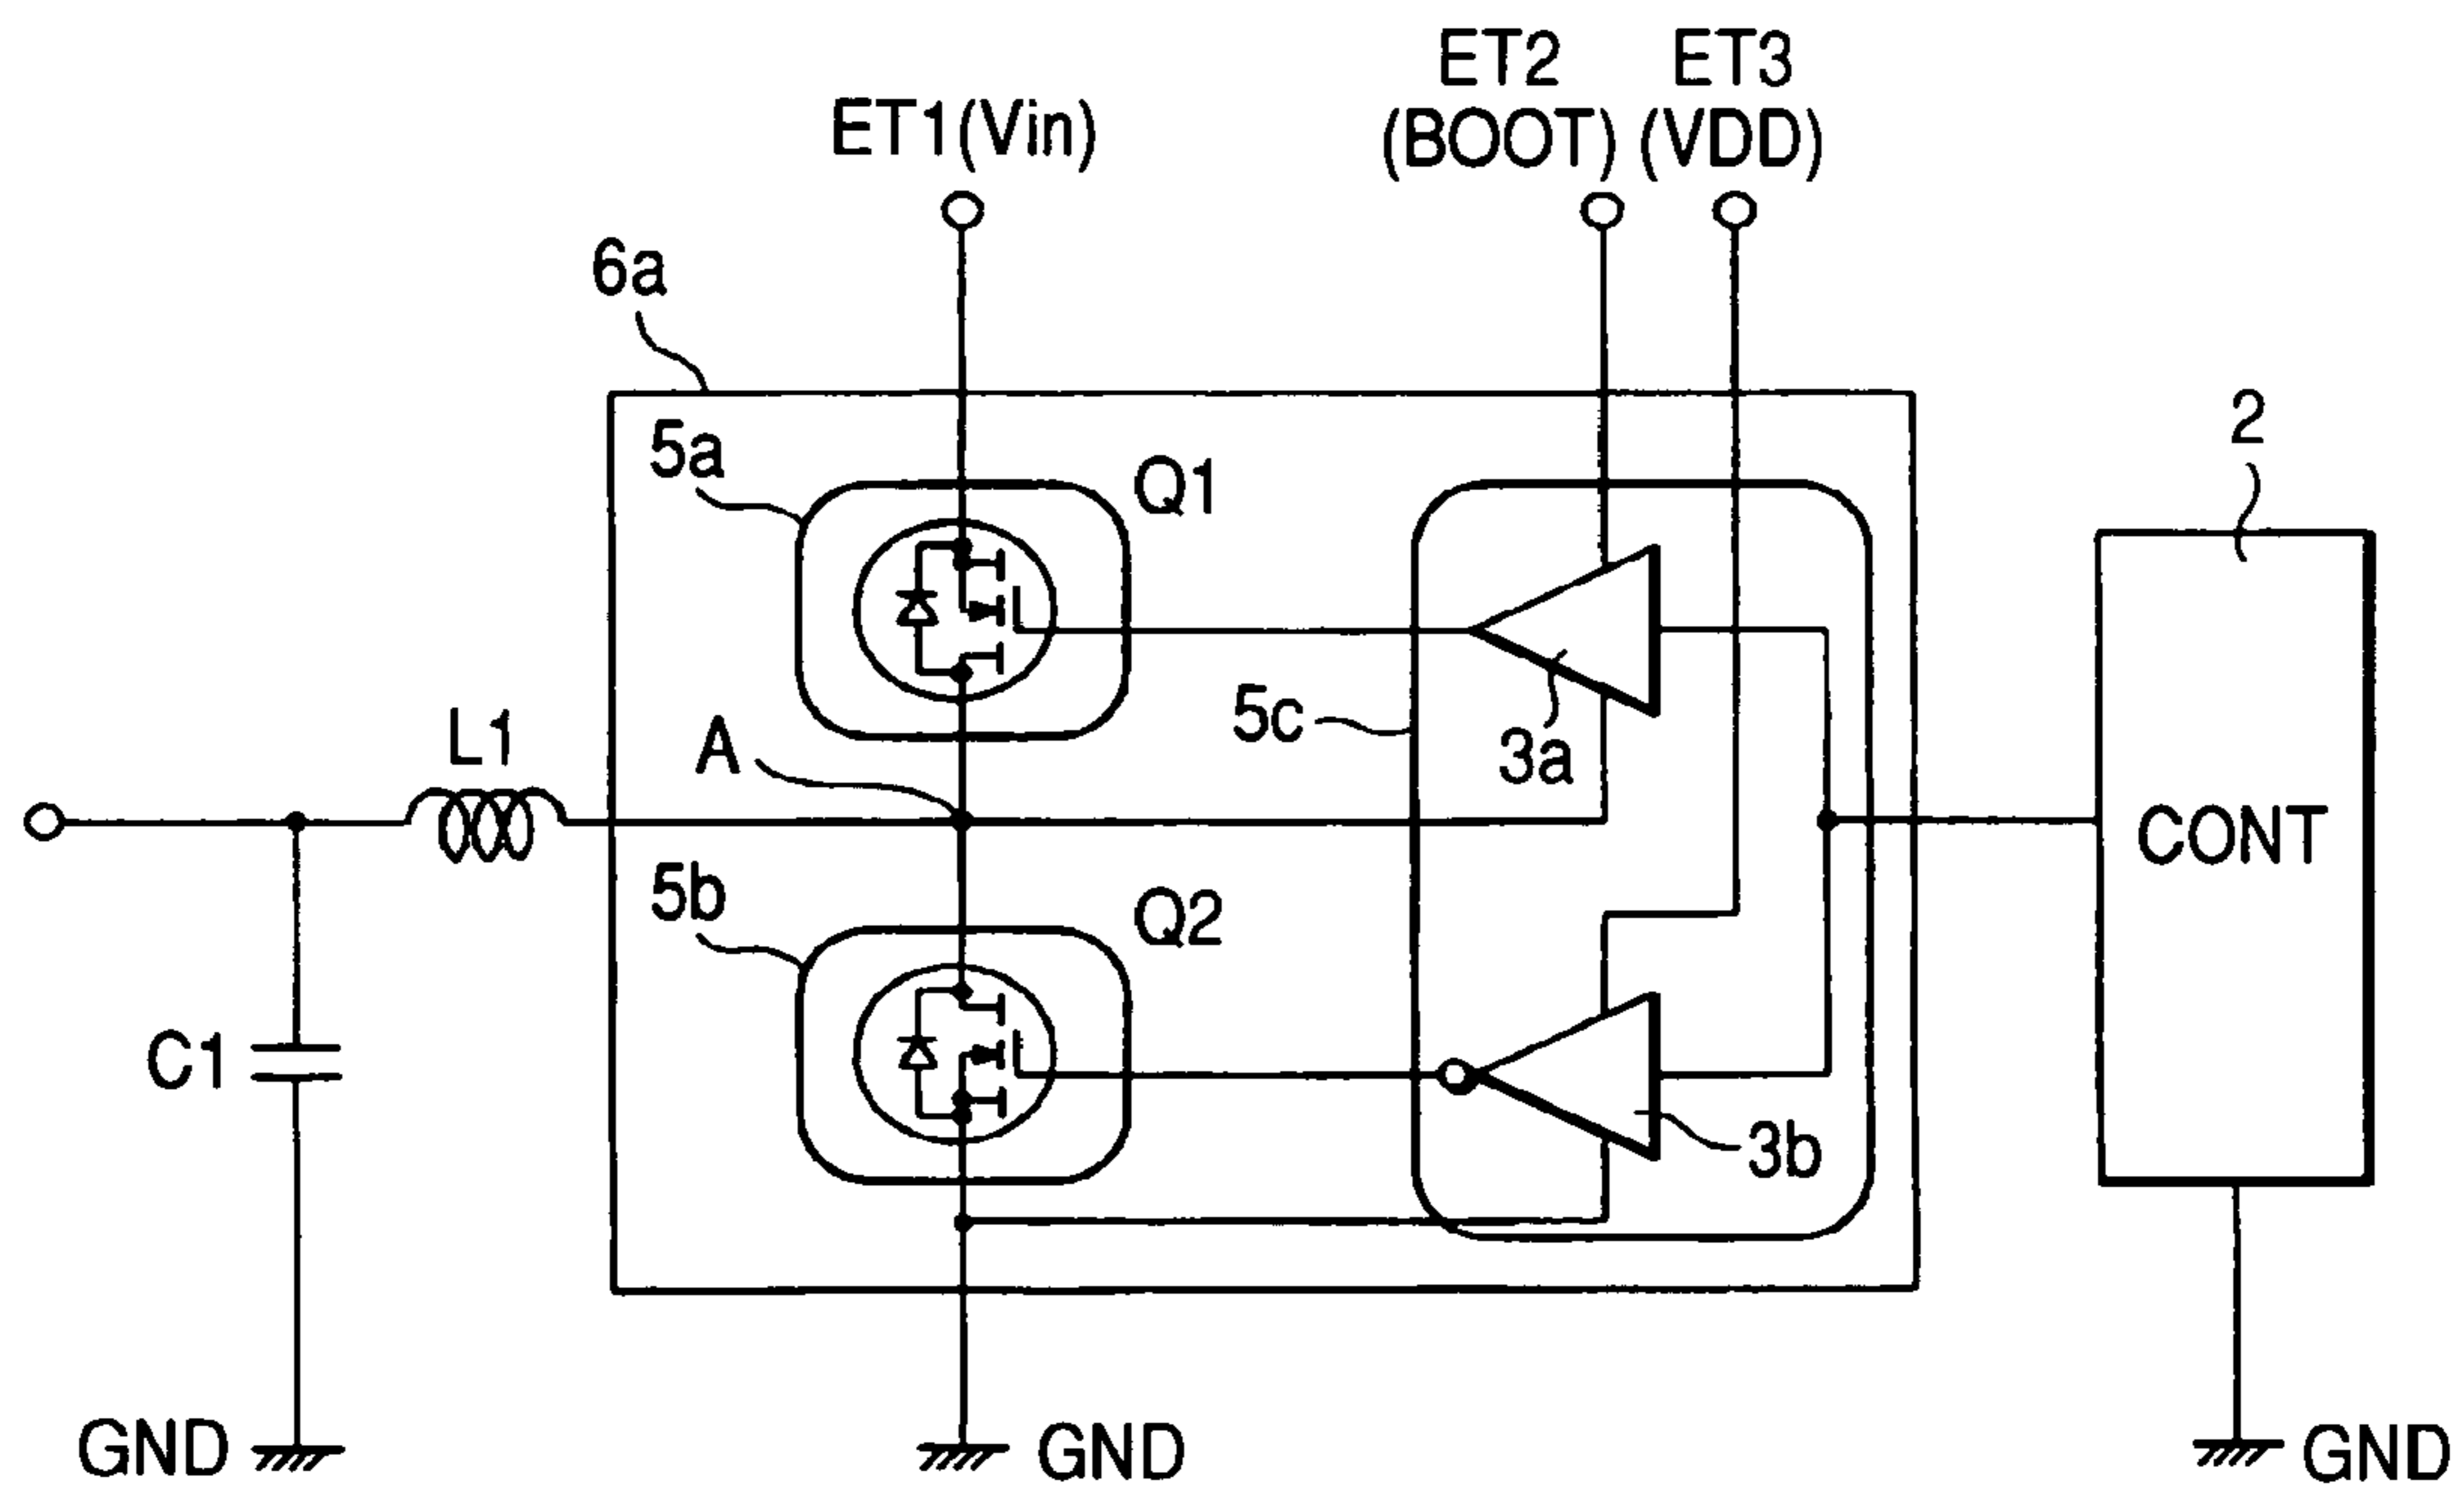 ET2
ET3
ET1(Vin)
(BOOT)
(VDD)
6a
2
5a
Q1
5c
3a
L1
A
CONT
5b
Q2
C1
3b
GND
GND
GND